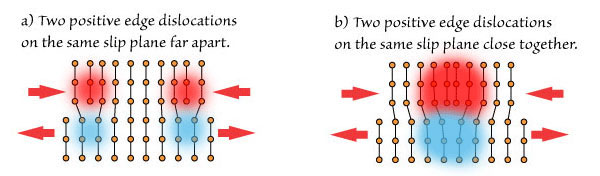 a) Two positive edge dislocations
on the same slip plane far apart.
b) Two positive edge dislocations
on the same slip plane close together.